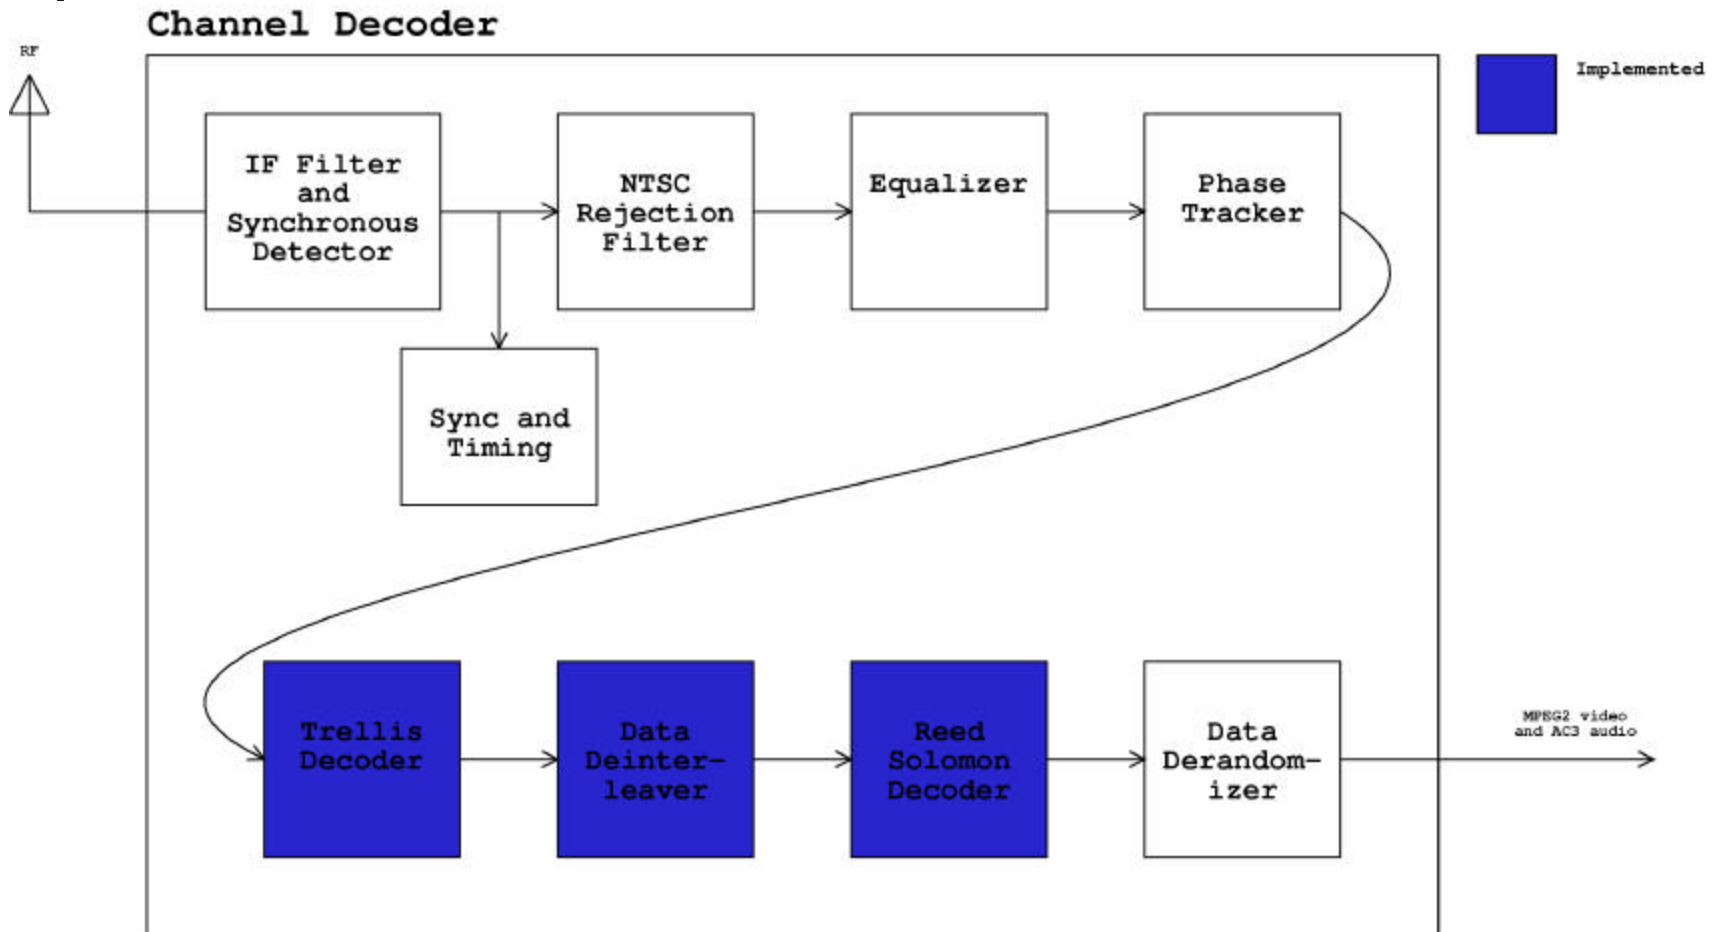 Channel Decoder
RF
Implemented
IF Filter
and
Synchronous
Detector
NTSC
Rejection
Filter
Equalizer
Phase
Tracker
Sync and
Timing
Trellis
Decoder
Data
Deinter-
leaver
Reed
Solomon
Decoder
Data
Derandom-
izer
MPEG2 video
and AC3 audio